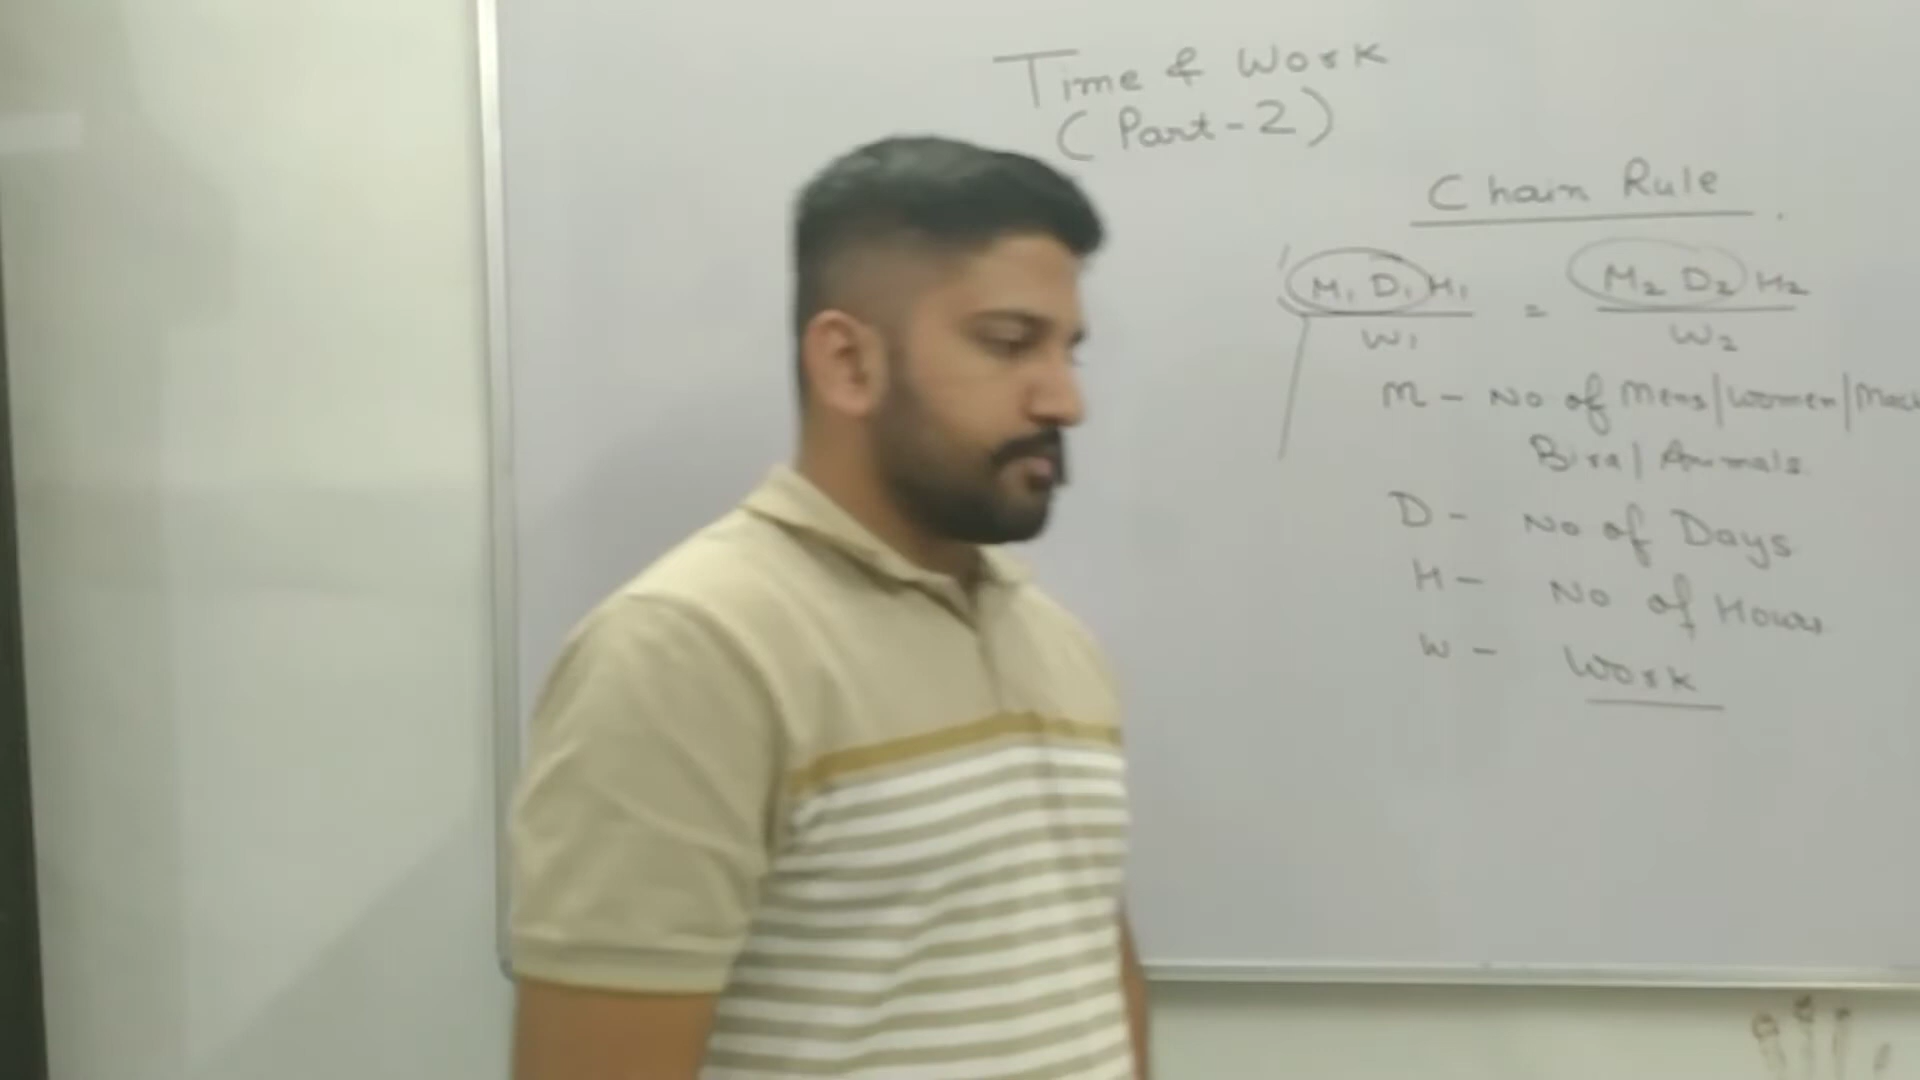 Time & Work
(Part-2)
Chain Rule
M1 D1 H1 = M2 D2 H2
W1 W2
M - No of Mens/Women/Mach
Bird/Animals
D - No of Days
H - No of Hours
W - Work